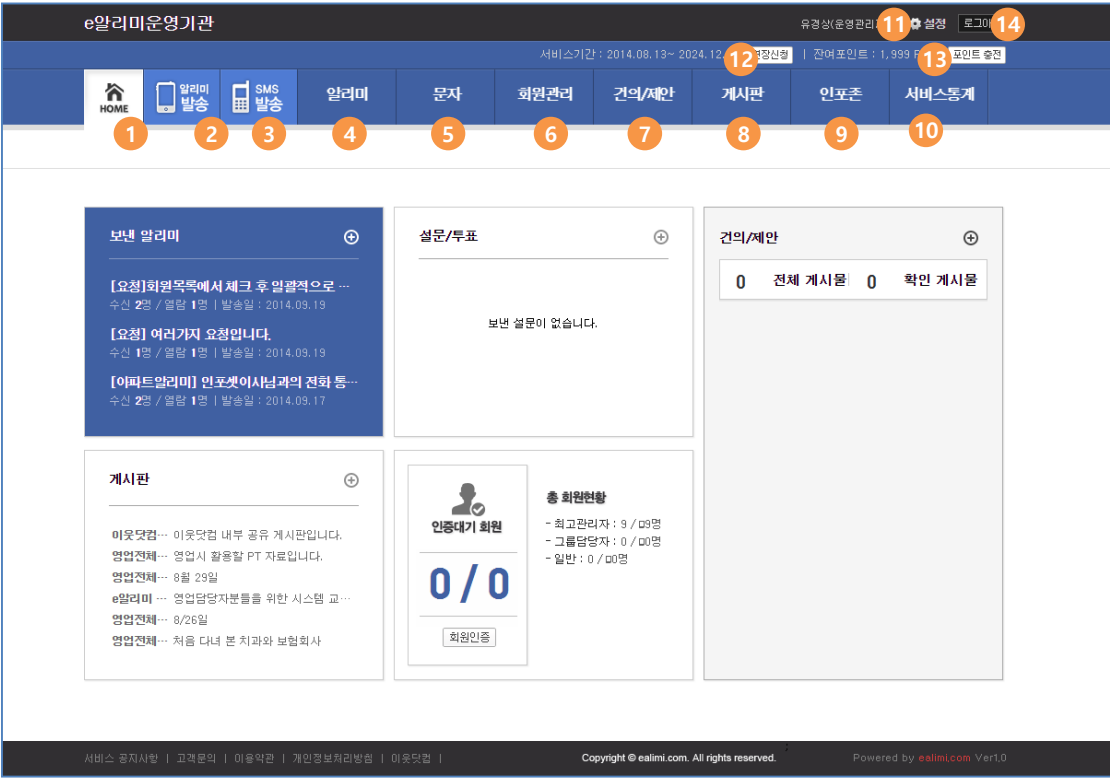 e알리미운영기관
유경상(운영관리
11
설정
로그아
14
서비스기간 : 2014.08.13~ 2024.12.
12
연장신청
| 잔여포인트 : 1,999
13
포인트 충전
HOME
알리미 발송
SMS 발송
알리미
문자
회원관리
건의/제안
게시판
인포존
서비스통계
1
2
3
4
5
6
7
8
9
10
보낸 알리미
[요청]회원목록에서 체크 후 일괄적으로 …
수신 2명 / 열람 1명 | 발송일 : 2014.09.19
[요청] 여러가지 요청입니다.
수신 1명 / 열람 1명 | 발송일 : 2014.09.19
[아파트알리미] 인포셋이사님과의 전화 통…
수신 2명 / 열람 1명 | 발송일 : 2014.09.17
설문/투표
보낸 설문이 없습니다.
건의/제안
0 전체 게시물 0 확인 게시물
게시판
이웃닷컴… 이웃닷컴 내부 공유 게시판입니다.
영업전체… 영업시 활용할 PT 자료입니다.
영업전체… 8월 29일
e알리미 … 영업담당자분들을 위한 시스템 교…
영업전체… 8/26일
영업전체… 처음 다녀 본 치과와 보험회사
인증대기 회원
0 / 0
회원인증
총 회원현황
- 최고관리자 : 9 / □9명
- 그룹담당자 : 0 / □0명
- 일반 : 0 / □0명
서비스 공지사항 | 고객문의 | 이용약관 | 개인정보처리방침 | 이웃닷컴 |
Copyright © ealimi.com. All rights reserved.
Powered by ealimi.com Ver1.0